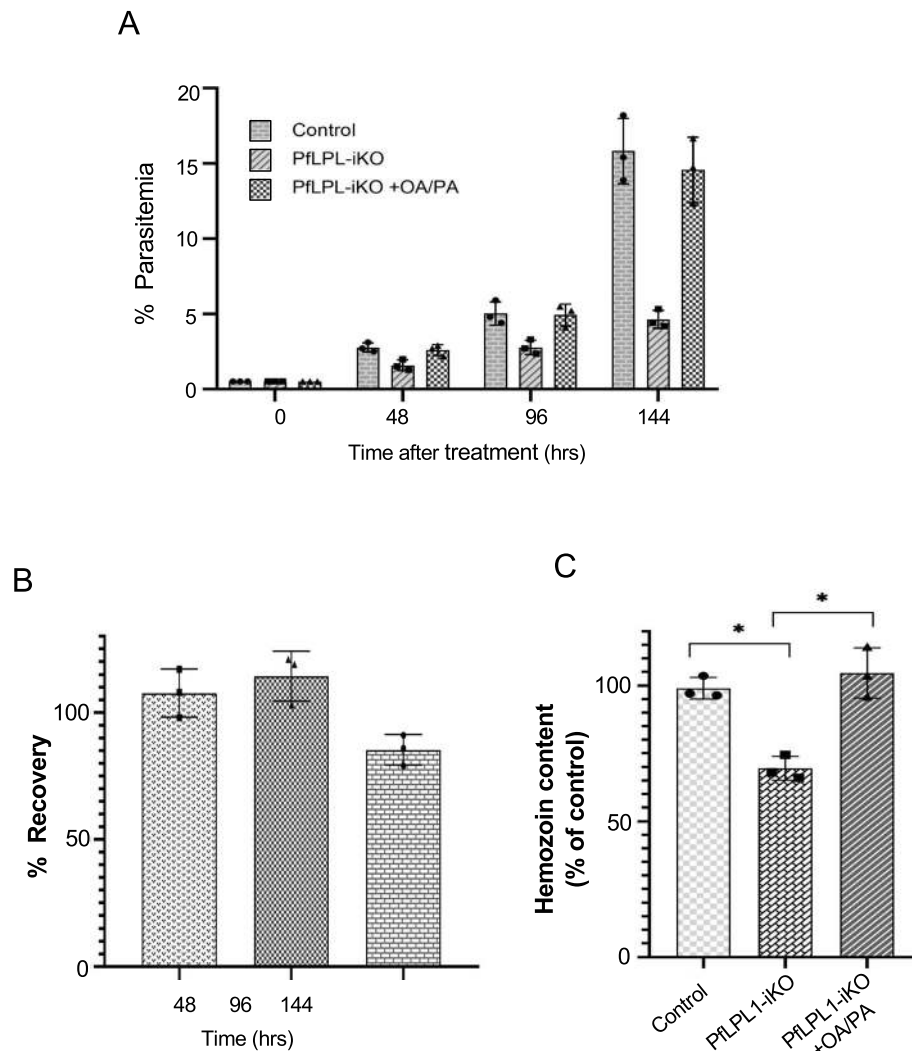 A
20
15
10
5
0
% Parasitemia
Control
PfLPL-iKO
PfLPL-iKO +OA/PA
0 48 96 144
Time after treatment (hrs)
B
100
50
0
% Recovery
48 96 144
Time (hrs)
C
* *
100
50
0
Hemozoin content
(% of control)
Control
PfLPL1-iKO
PfLPL1-iKO
+OA/PA